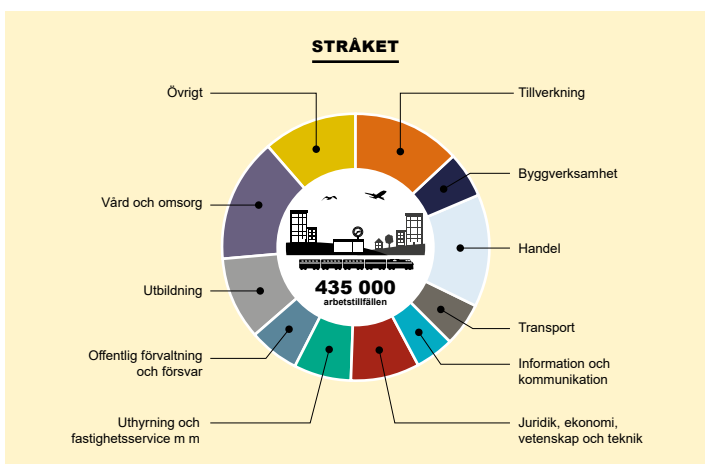 STRÅKET
Övrigt
Tillverkning
Byggverksamhet
Vård och omsorg
Handel
435 000
arbetstillfällen
Utbildning
Transport
Offentlig förvaltning
och försvar
Information och
kommunikation
Uthyrning och
fastighetsservice m m
Juridik, ekonomi,
vetenskap och teknik